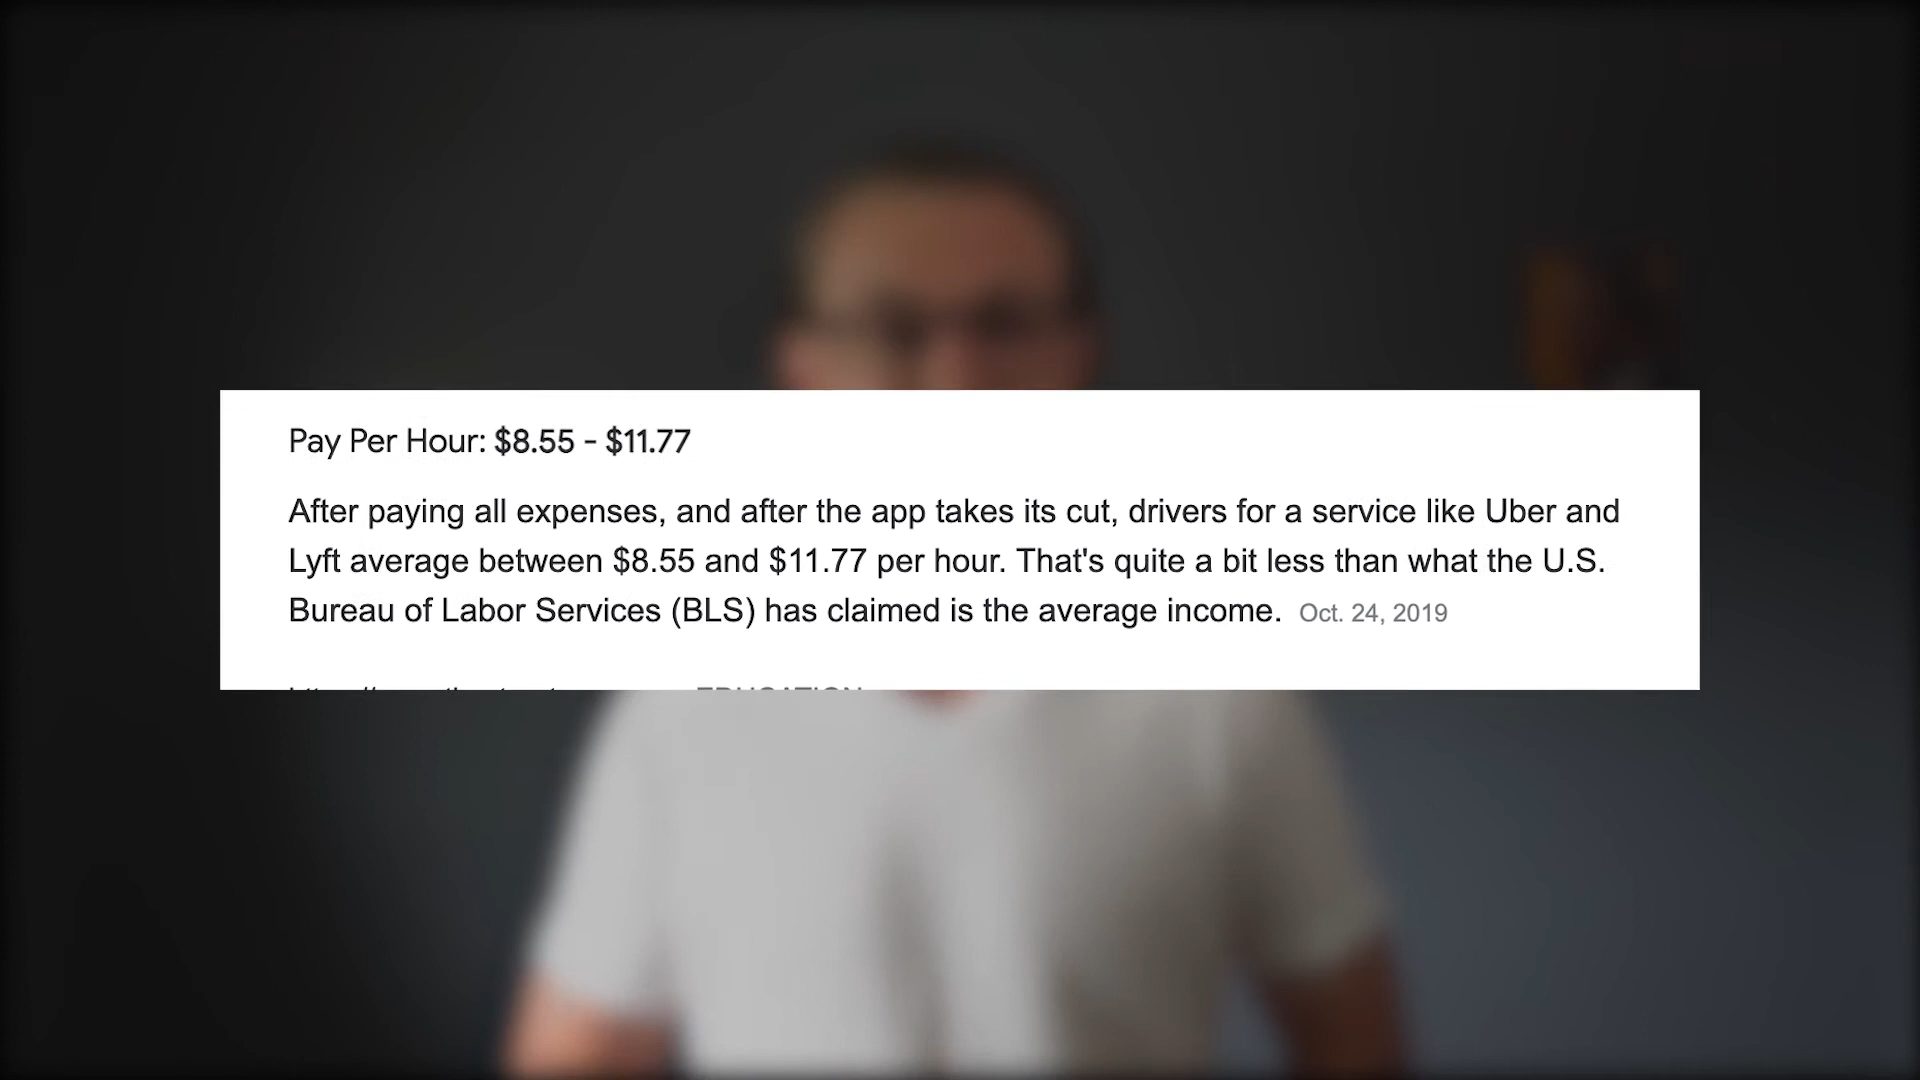 Pay Per Hour: $8.55 - $11.77
After paying all expenses, and after the app takes its cut, drivers for a service like Uber and
Lyft average between $8.55 and $11.77 per hour. That's quite a bit less than what the U.S.
Bureau of Labor Services (BLS) has claimed is the average income. Oct. 24, 2019
EDUCATION